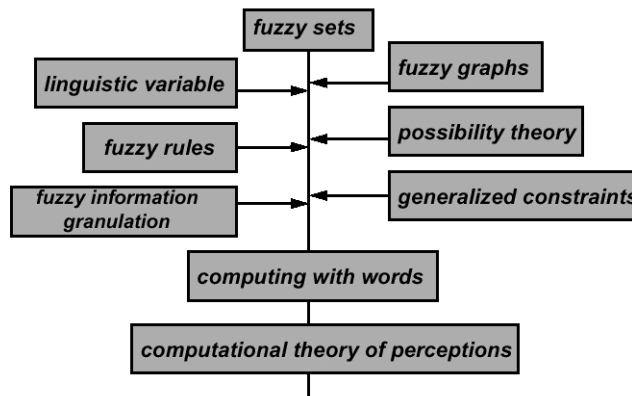 fuzzy sets
linguistic variable
fuzzy graphs
fuzzy rules
possibility theory
fuzzy information
granulation
generalized constraints
computing with words
computational theory of perceptions